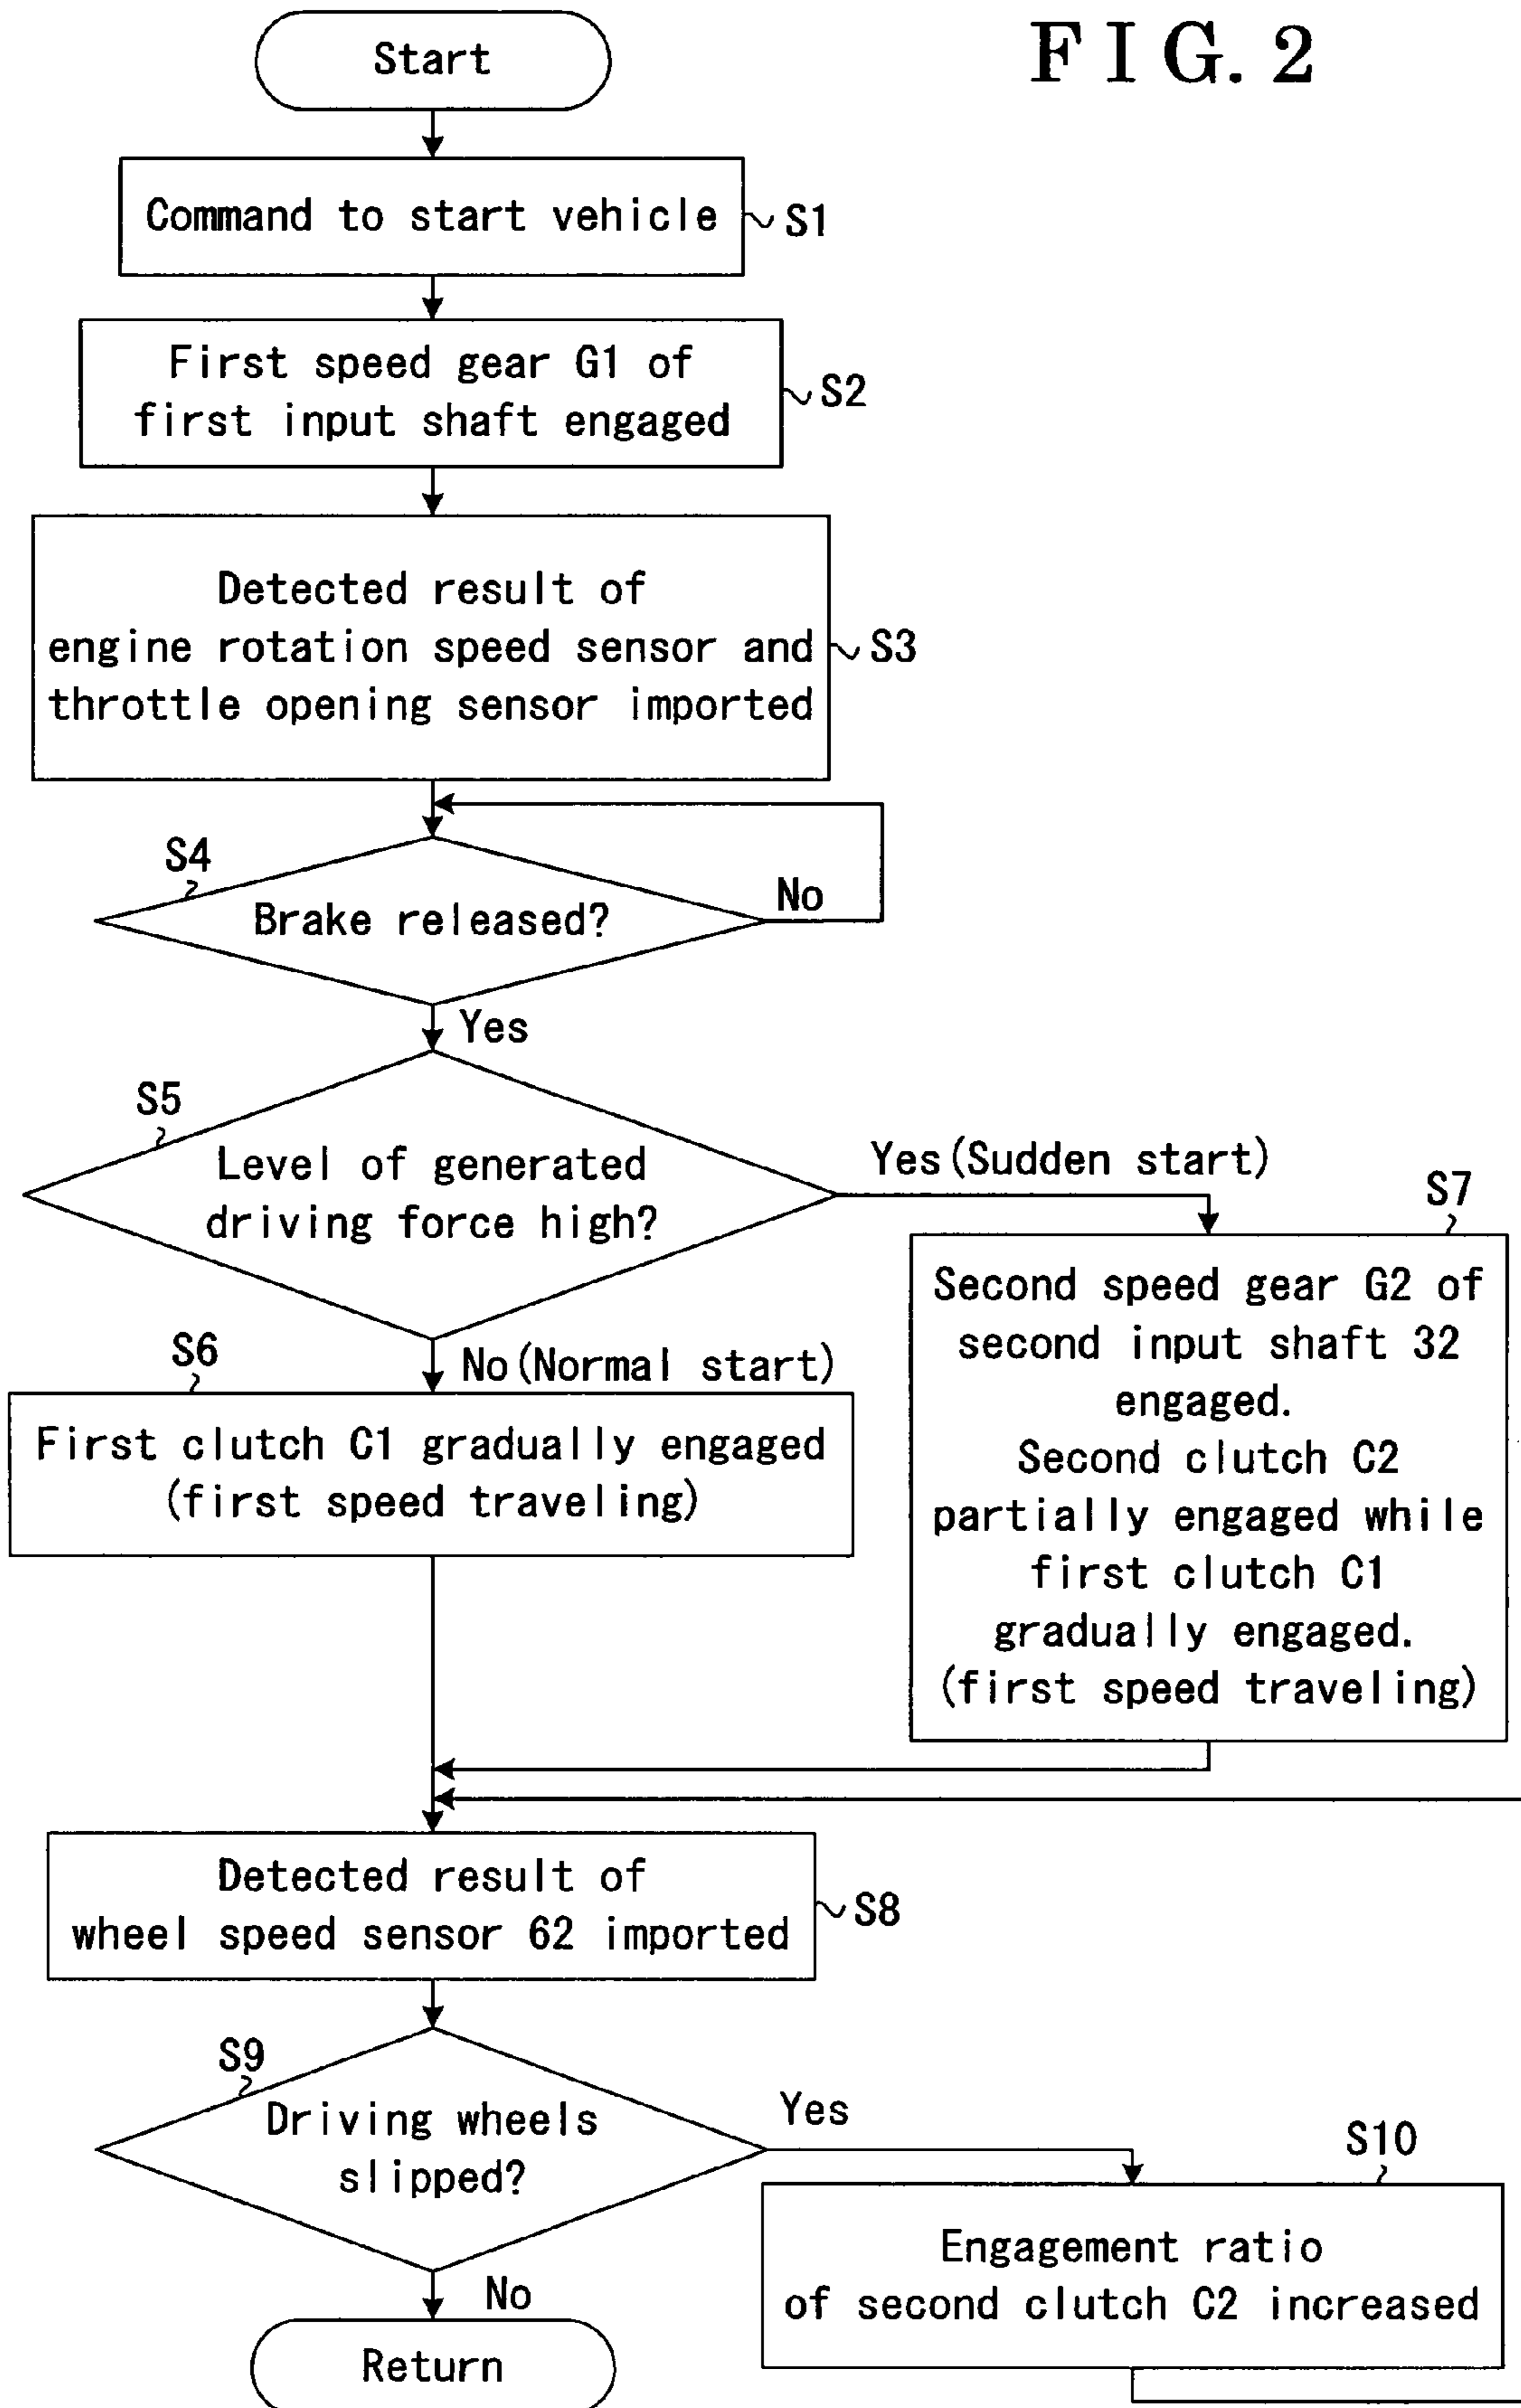 FIG. 2
Start
Command to start vehicle
S1
First speed gear G1 of
first input shaft engaged
S2
Detected result of
engine rotation speed sensor and
throttle opening sensor imported
S3
S4
Brake released?
No
Yes
S5
Level of generated
driving force high?
Yes(Sudden start)
No(Normal start)
S6
First clutch C1 gradually engaged
(first speed traveling)
S7
Second speed gear G2 of
second input shaft 32
engaged.
Second clutch C2
partially engaged while
first clutch C1
gradually engaged.
(first speed traveling)
Detected result of
wheel speed sensor 62 imported
S8
S9
Driving wheels
slipped?
Yes
No
S10
Engagement ratio
of second clutch C2 increased
Return